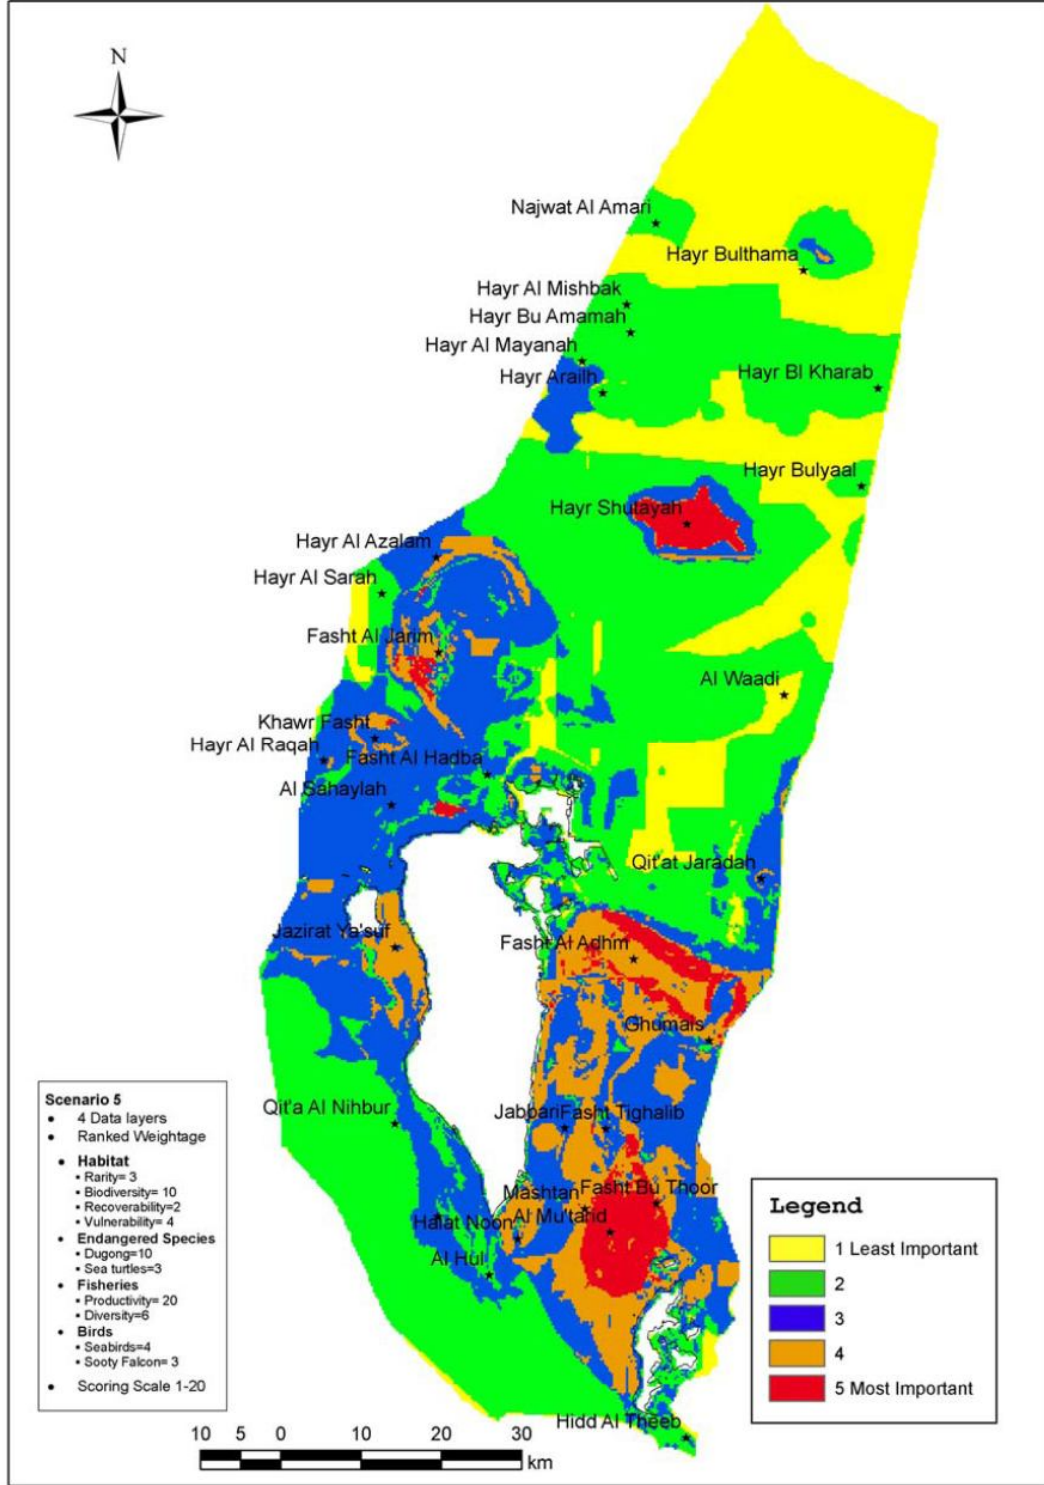 N
Najwat Al Amari
Hayr Bulthama
Hayr Al Mishbak
Hayr Bu Amamah
Hayr Al Mayanah
Hayr Arailh
Hayr Bl Kharab
Hayr Bulyaal
Hayr Shutayah
Hayr Al Azalam
Hayr Al Sarah
Fasht Al Jarim
Al Waadi
Khawr Fasht
Hayr Al Raqah
Fasht Al Hadba
Al Sahaylah
Qit'at Jaradah
Jazirat Ya'suf
Fasht Al Adhm
Ghumais
Qit'a Al Nihbur
Jabbari
Fasht Tighalib
Mashtan
Fasht Bu Thoor
Halat Noon
Al Mu'tarid
Al Hul
Hidd Al Theeb
Scenario 5
• 4 Data layers
• Ranked Weightage
• Habitat
▪ Rarity= 3
▪ Biodiversity= 10
▪ Recoverability=2
▪ Vulnerability= 4
• Endangered Species
▪ Dugong=10
▪ Sea turtles=3
• Fisheries
▪ Productivity= 20
▪ Diversity=6
• Birds
▪ Seabirds=4
▪ Sooty Falcon= 3
• Scoring Scale 1-20
Legend
1 Least Important
2
3
4
5 Most Important
10 5 0 10 20 30
km